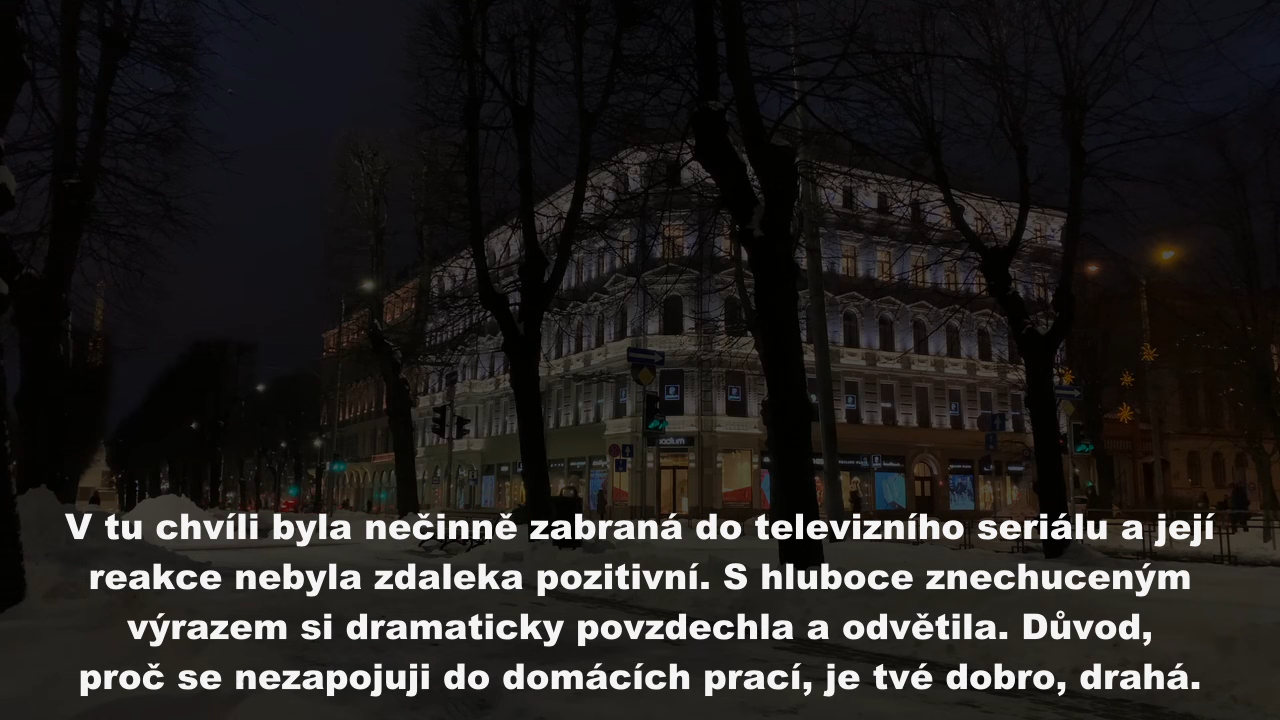 podium
V tu chvíli byla nečinně zabraná do televizního seriálu a její
reakce nebyla zdaleka pozitivní. S hluboce znechuceným
výrazem si dramaticky povzdechla a odvětila. Důvod,
proč se nezapojuji do domácích prací, je tvé dobro, drahá.